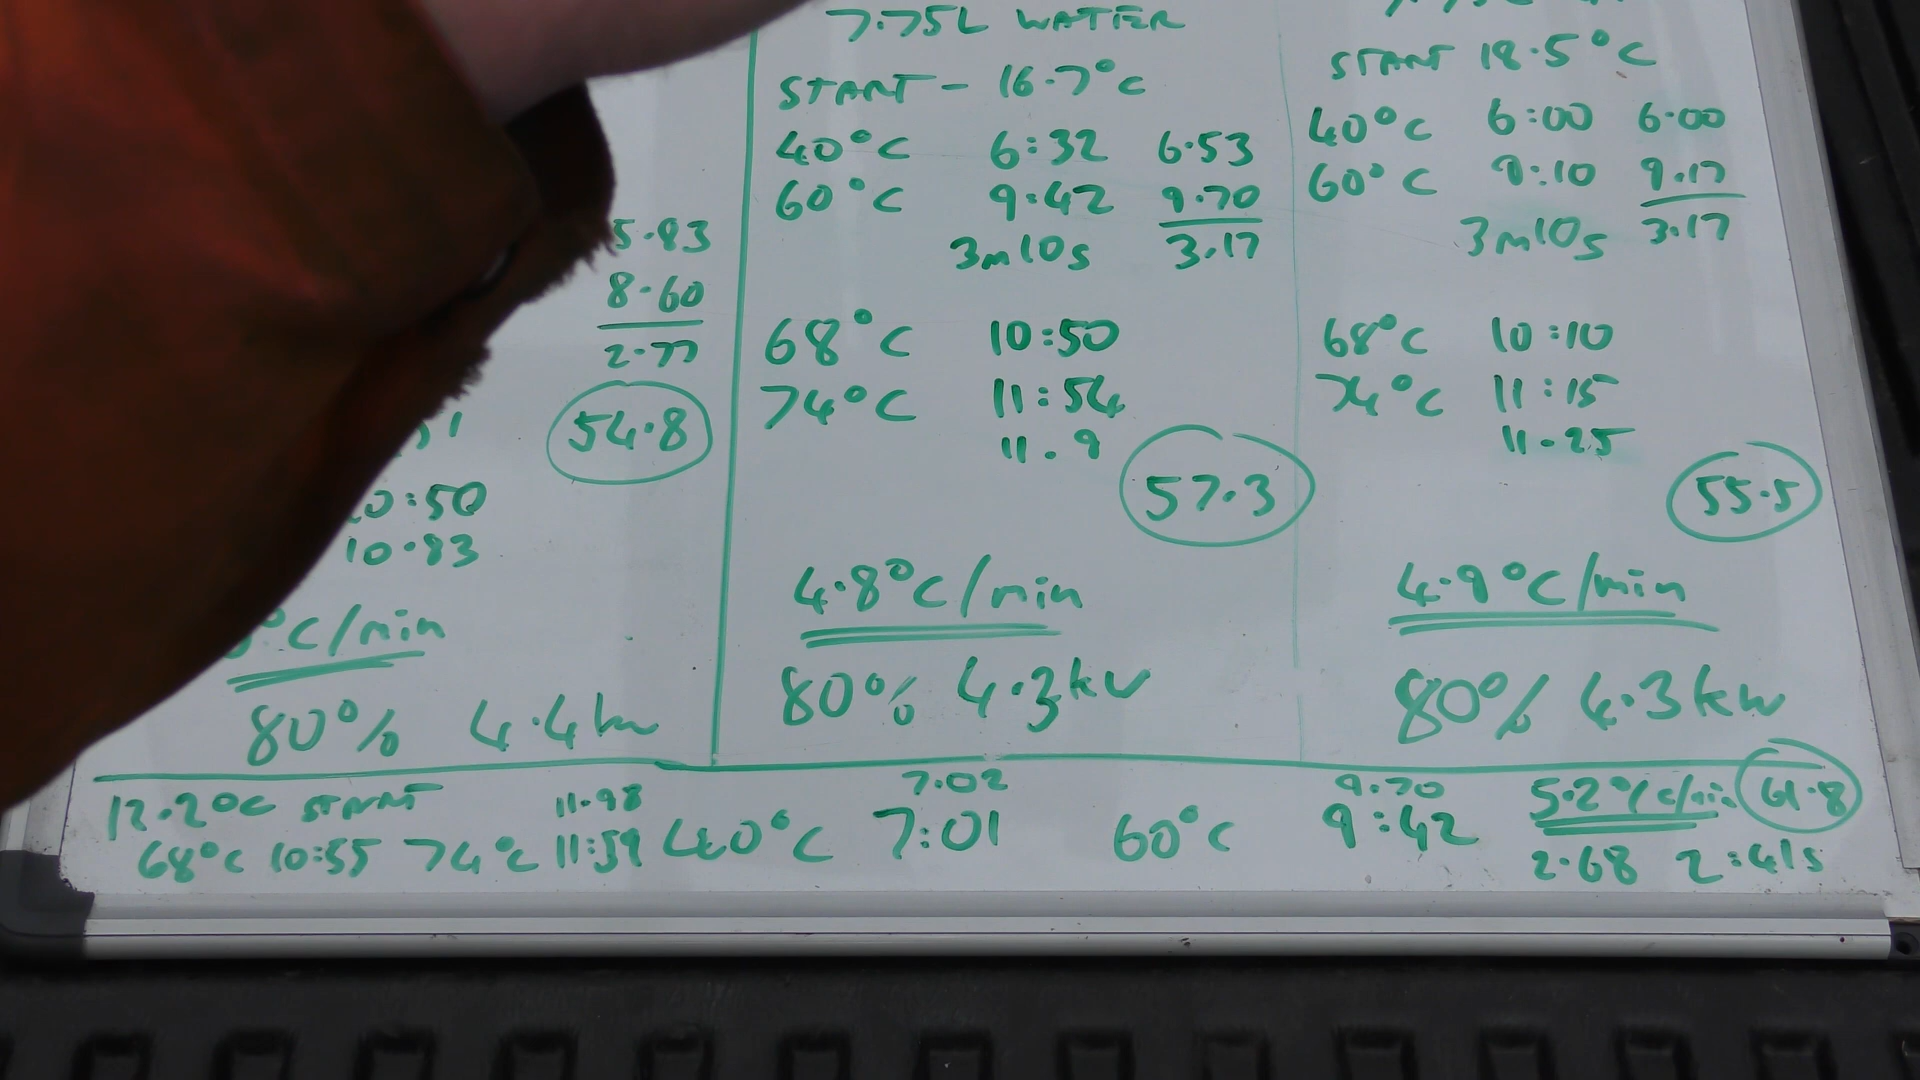 5.83
8.60
2.77
54.8
0:50
10.83
°C/min
80% 4.4kw
7.75L WATER
START - 16.7°C
40°C 6:32 6.53
60°C 9:42 9.70
3m10s 3.17
68°C 10:50
74°C 11:54
11.9
57.3
4.8°C/min
80% 4.3kW
START 18.5°C
40°C 6:00 6.00
60°C 9:10 9.17
3m10s 3.17
68°C 10:10
74°C 11:15
11.25
55.5
4.9°C/min
80% 4.3kW
12.2°C START 11.98 7.02 9.70 5.2°C/min 61.8
68°C 10:55 74°C 11:59 40°C 7:01 60°C 9:42 2.68 2:41s